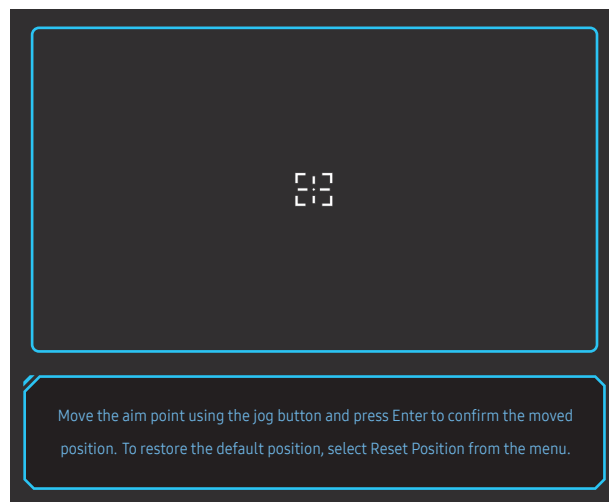 Move the aim point using the jog button and press Enter to confirm the moved
position. To restore the default position, select Reset Position from the menu.